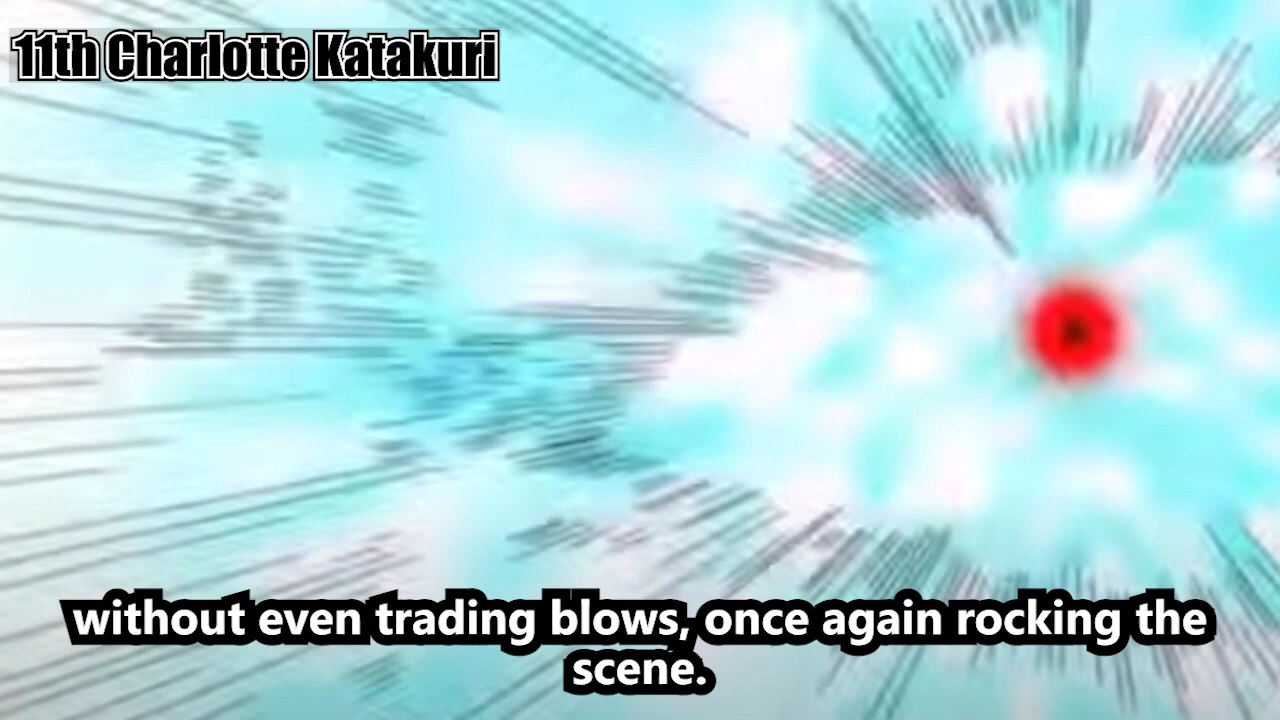 11th Charlotte Katakuri
without even trading blows, once again rocking the
scene.